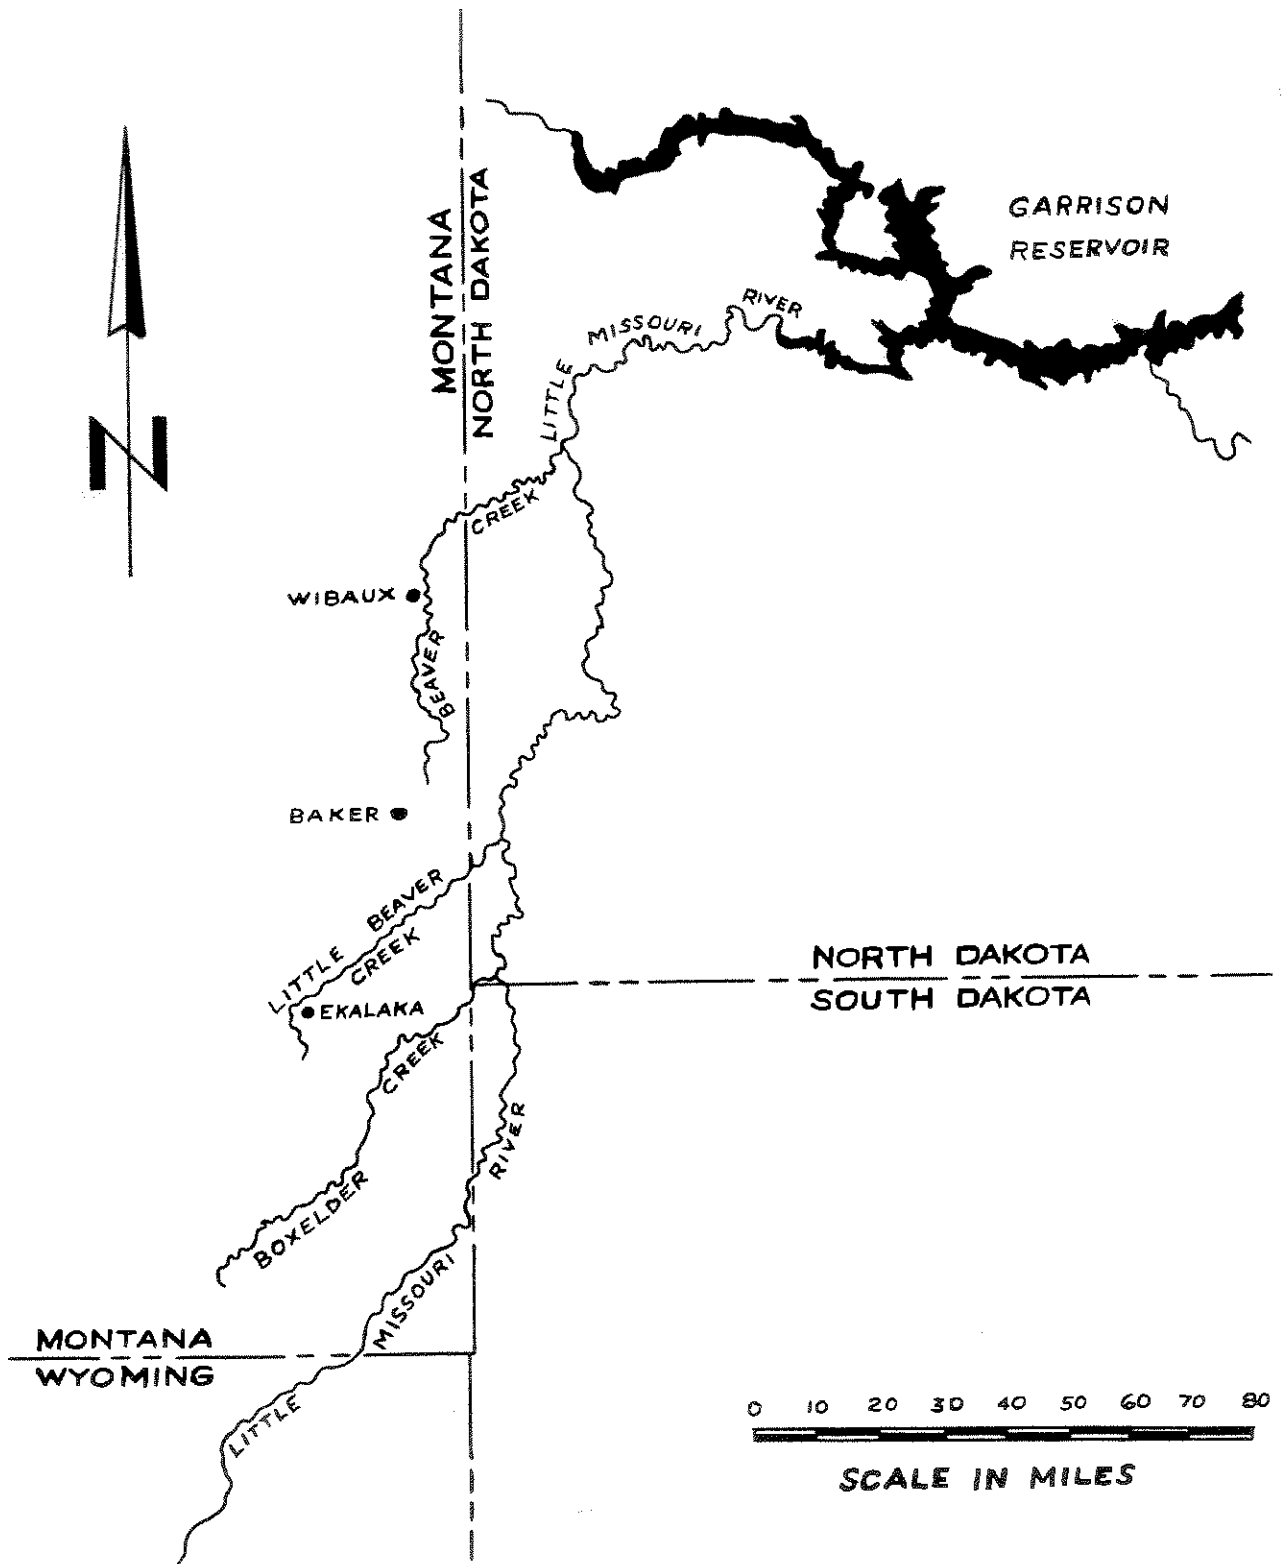 GARRISON
RESERVOIR
MONTANA
NORTH DAKOTA
LITTLE MISSOURI RIVER
BEAVER CREEK
WIBAUX
BAKER
LITTLE BEAVER
CREEK
EKALAKA
NORTH DAKOTA
SOUTH DAKOTA
BOXELDER CREEK
LITTLE MISSOURI RIVER
MONTANA
WYOMING
N
0 10 20 30 40 50 60 70 80
SCALE IN MILES